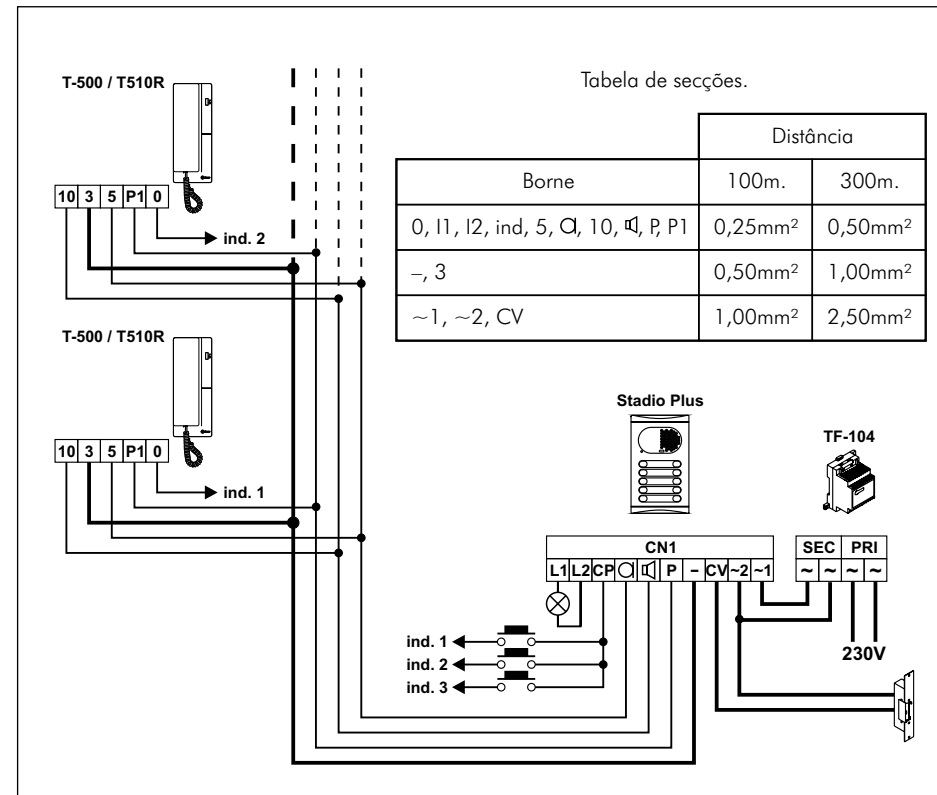 T-500 / T510R
10 3 5 P1 0
ind. 2
Tabela de secções.
Distância
Borne 100m. 300m.
0, I1, I2, ind, 5, 10, P, P1 0,25mm² 0,50mm²
–, 3 0,50mm² 1,00mm²
~1, ~2, CV 1,00mm² 2,50mm²
T-500 / T510R
10 3 5 P1 0
ind. 1
Stadio Plus
TF-104
CN1
L1 L2 CP P – CV ~2 ~1
SEC PRI
~ ~ ~ ~
230V
ind. 1
ind. 2
ind. 3